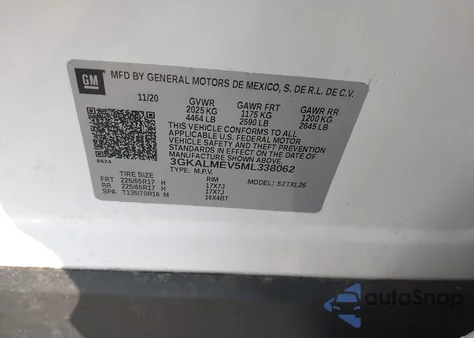 GM
MFD BY GENERAL MOTORS DE MEXICO, S. DE R.L. DE C.V.
11/20 GVWR GAWR FRT GAWR RR
2025 KG 1175 KG 1200 KG
4464 LB 2590 LB 2645 LB
THIS VEHICLE CONFORMS TO ALL
APPLICABLE U.S. FEDERAL MOTOR
VEHICLE SAFETY AND THEFT PREVENTION
STANDARDS IN EFFECT ON THE DATE OF
MANUFACTURE SHOWN ABOVE.
3GKALMEV5ML338062
TYPE: M.P.V. MODEL: 52TXL26
TIRE SIZE RIM
FRT 225/65R17 H 17X7J
RR 225/65R17 H 17X7J
SPA T135/70R16 M 16X4BT
AutoSnap